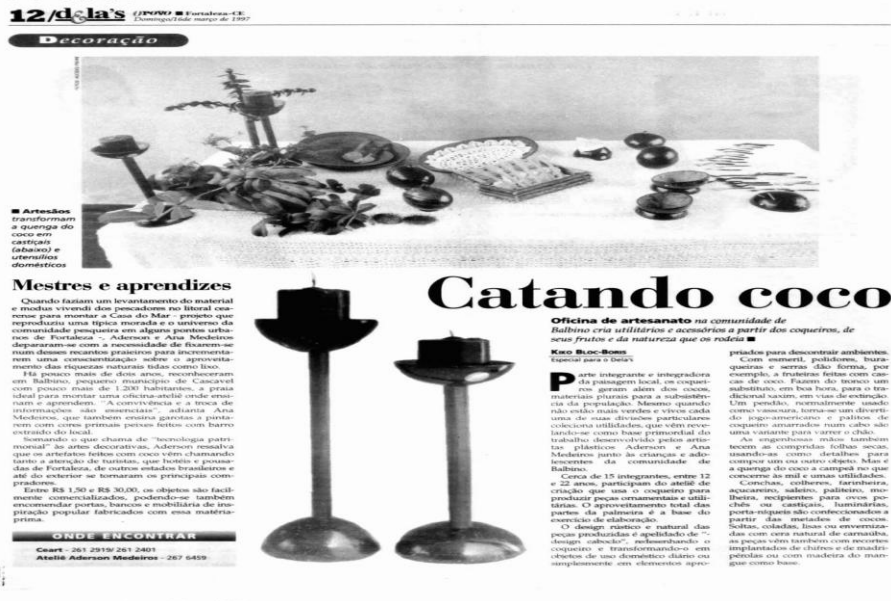 12/dela's
O POVO ■ Fortaleza-CE
Domingo/16 de março de 1997
Decoração
■ Artesãos
transformam
a quenga do
coco em
castiçais
(abaixo) e
utensílios
domésticos
Mestres e aprendizes
Quando faziam um levantamento do material
e modus vivendi dos pescadores no litoral cea-
rense para montar a Casa do Mar - projeto que
reproduziu uma típica morada e o universo da
comunidade pesqueira em alguns pontos urba-
nos de Fortaleza -, Aderson e Ana Medeiros
depararam-se com a necessidade de fixarem-se
num desses recantos praieiros para incrementa-
rem uma conscientização sobre o aproveita-
mento das riquezas naturais tidas como lixo.
Há pouco mais de dois anos, reconheceram
em Balbino, pequeno município de Cascavel
com pouco mais de 1.200 habitantes, a praia
ideal para montar uma oficina-ateliê onde ensi-
nam e aprendem. "A convivência e a troca de
informações são essenciais", adianta Ana
Medeiros, que também ensina garotas a pinta-
rem com cores primais peixes feitos com barro
extraído do local.
Somando o que chama de "tecnologia patri-
monial" às artes decorativas, Aderson ressalva
que os artefatos feitos com coco vêm chamando
tanto a atenção de turistas, que hotéis e pousa-
das de Fortaleza, de outros estados brasileiros e
até do exterior se tornaram os principais com-
pradores.
Entre R$ 1,50 e R$ 30,00, os objetos são facil-
mente comercializados, podendo-se também
encomendar portas, bancos e mobiliária de ins-
piração popular fabricados com essa matéria-
prima.
ONDE ENCONTRAR
Ceart - 261 2919/ 261 2401
Ateliê Aderson Medeiros - 267 6459
Catando coco
Oficina de artesanato na comunidade de
Balbino cria utilitários e acessórios a partir dos coqueiros, de
seus frutos e da natureza que os rodeia ■
KIKO BLOC-BORIS
Especial para o Dela's
Parte integrante e integradora
da paisagem local, os coquei-
ros geram além dos cocos,
materiais plurais para a subsistên-
cia da população. Mesmo quando
não estão mais verdes e vivos cada
uma de suas divisões particulares
coleciona utilidades, que vêm reve-
lando-se como base primordial do
trabalho desenvolvido pelos artis-
tas plásticos Aderson e Ana
Medeiros junto às crianças e ado-
lescentes da comunidade de
Balbino.
Cerca de 15 integrantes, entre 12
e 22 anos, participam do ateliê de
criação que usa o coqueiro para
produzir peças ornamentais e utili-
tárias. O aproveitamento total das
partes da palmeira é a base do
exercício de elaboração.
O design rústico e natural das
peças produzidas é apelidado de "-
design caboclo", redesenhando o
coqueiro e transformando-o em
objetos de uso doméstico diário ou
simplesmente em elementos apro-
priados para descontrair ambientes.
Com esmeril, polidores, bura-
queiras e serras dão forma, por
exemplo, a fruteiras feitas com cas-
cas de coco. Fazem do tronco um
substituto, em boa hora, para o tra-
dicional xaxim, em vias de extinção.
Um pendão, normalmente usado
como vassoura, torna-se um diverti-
do jogo-americano e palitos de
coqueiro amarrados num cabo são
uma variante para varrer o chão.
As engenhosas mãos também
tecem as compridas folhas secas,
usando-as como detalhes para
compor um ou outro objeto. Mas é
a quenga do coco a campeã no que
concerne às mil e umas utilidades.
Conchas, colheres, farinheira,
açucareiro, saleiro, paliteiro, mo-
lheira, recipientes para ovos po-
chês ou castiçais, luminárias,
porta-níqueis são confeccionados a
partir das metades de cocos.
Soltas, coladas, lisas ou enverniza-
das com cera natural de carnaúba,
as peças vêm também com recortes
implantados de chifres e de madri-
pérolas ou com madeira do man-
gue como base.